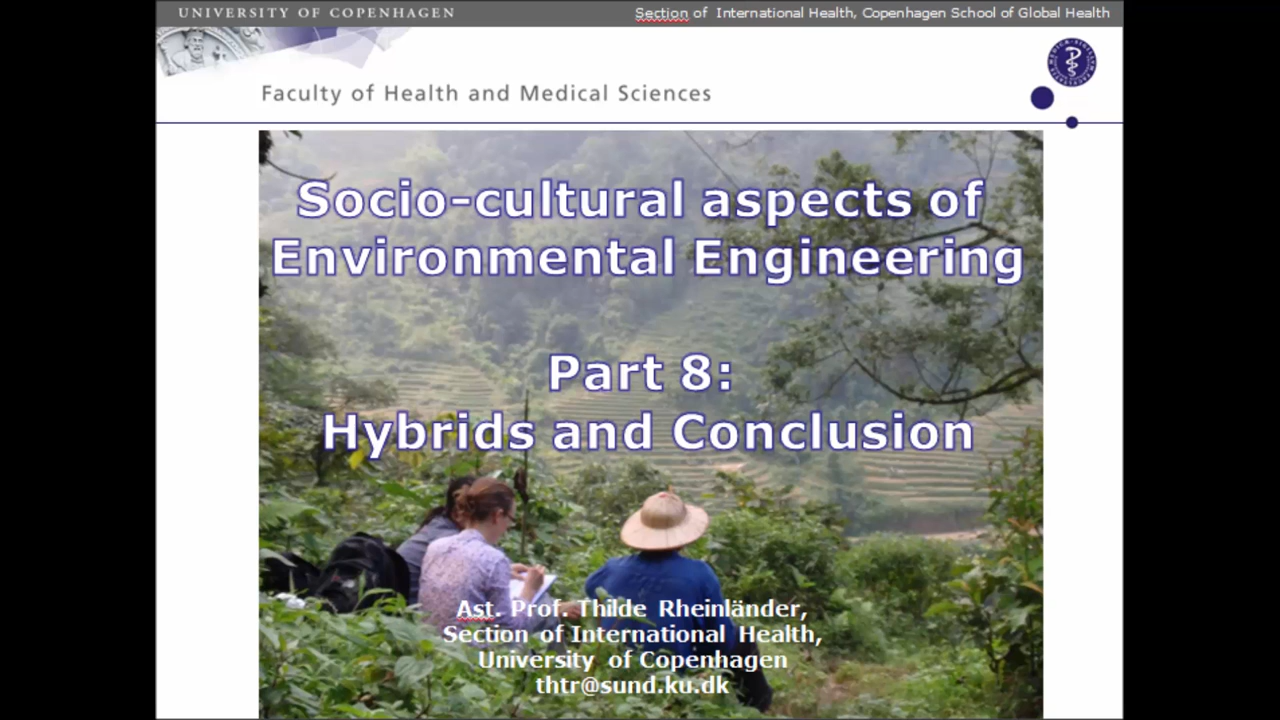 UNIVERSITY OF COPENHAGEN
Section of International Health, Copenhagen School of Global Health
Faculty of Health and Medical Sciences
Socio-cultural aspects of
Environmental Engineering
Part 8:
Hybrids and Conclusion
Ast. Prof. Thilde Rheinländer,
Section of International Health,
University of Copenhagen
thtr@sund.ku.dk